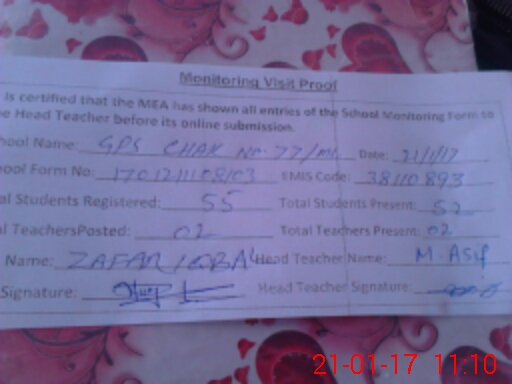 Monitoring Visit Proof
is certified that the MEA has shown all entries of the School Monitoring Form to
e Head Teacher before its online submission.
hool Name: GPS CHAK No. 77/ML Date: 21/1/17
ool Form No: EMIS Code: 38110893
al Students Registered: 55 Total Students Present: 52
al TeachersPosted: 02 Total Teachers Present: 02
Name: ZAFAR IQBAL Head Teacher Name: M. Asif
Signature: Head Teacher Signature:
21-01-17 11:10